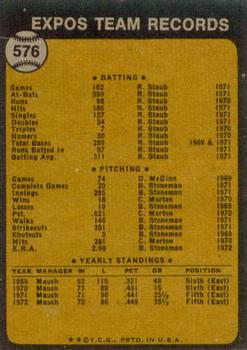 EXPOS TEAM RECORDS
576
★BATTING★
Games 162 R. Staub 1971
At-Bats 599 R. Staub 1971
Runs 98 R. Staub 1970
Hits 186 R. Staub 1971
Singles 127 R. Staub 1971
Doubles 34 R. Staub 1971
Triples 7 R. Staub 1970
Homers 30 R. Staub 1970
Total Bases 289 R. Staub 1969 & 1971
Runs Batted In 97 R. Staub 1971
Batting Avg. .311 R. Staub 1971
★PITCHING★
Games 74 D. McGinn 1969
Complete Games 20 B. Stoneman 1971
Innings 295 B. Stoneman 1971
Wins 18 C. Morton 1970
Losses 19 B. Stoneman 1969
Pct. .621 C. Morton 1970
Walks 146 B. Stoneman 1971
Strikeouts 251 B. Stoneman 1971
Shutouts 5 B. Stoneman 1969
Hits 281 C. Morton 1970
E.R.A. 2.98 B. Stoneman 1972
★YEARLY STANDINGS★
YEAR MANAGER W L PCT GB POSITION
1969 Mauch 52 110 .321 48 Sixth (East)
1970 Mauch 73 89 .451 16 Sixth (East)
1971 Mauch 71 90 .441 25½ Fifth (East)
1972 Mauch 70 86 .449 26½ Fifth (East)
★★© T.C.G. PRTD. IN U.S.A.